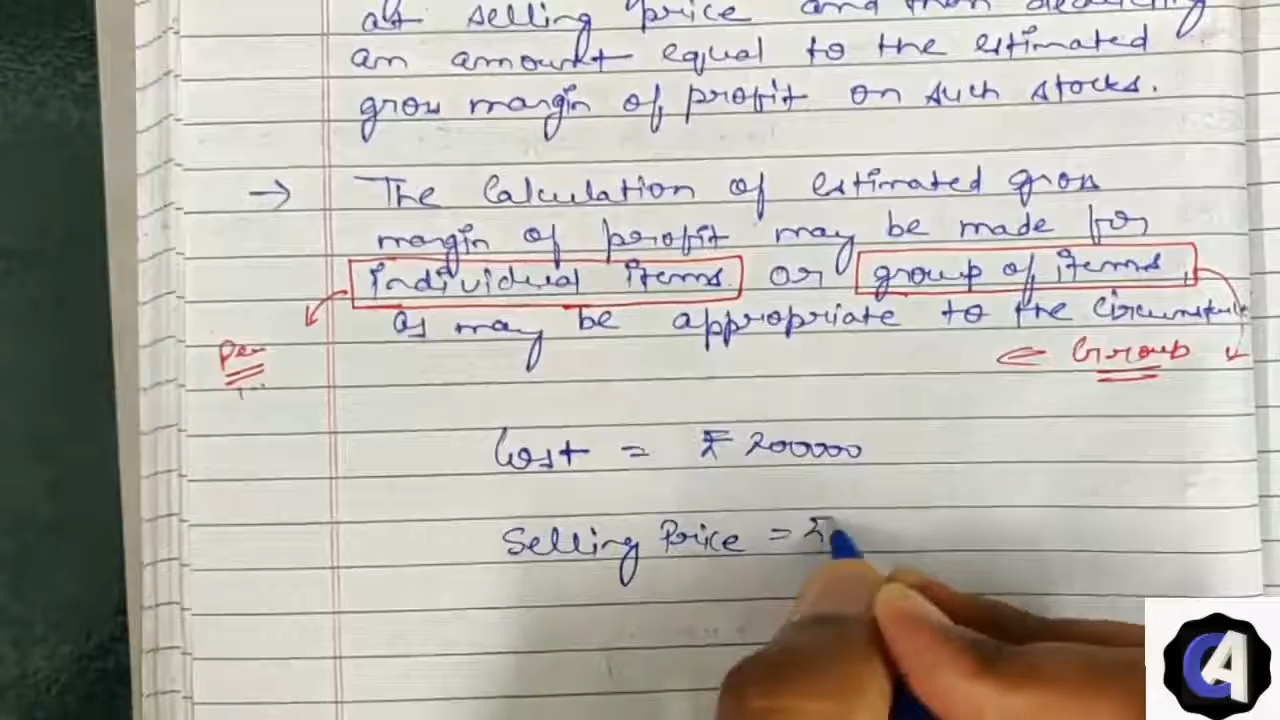 at selling price and then deducting
an amount equal to the estimated
gross margin of profit on such stocks.
→ The Calculation of estimated gross
margin of profit may be made for
individual items or group of items,
as may be appropriate to the
Per
← Group
Cost = ₹ 200000
Selling Price = ₹
CA